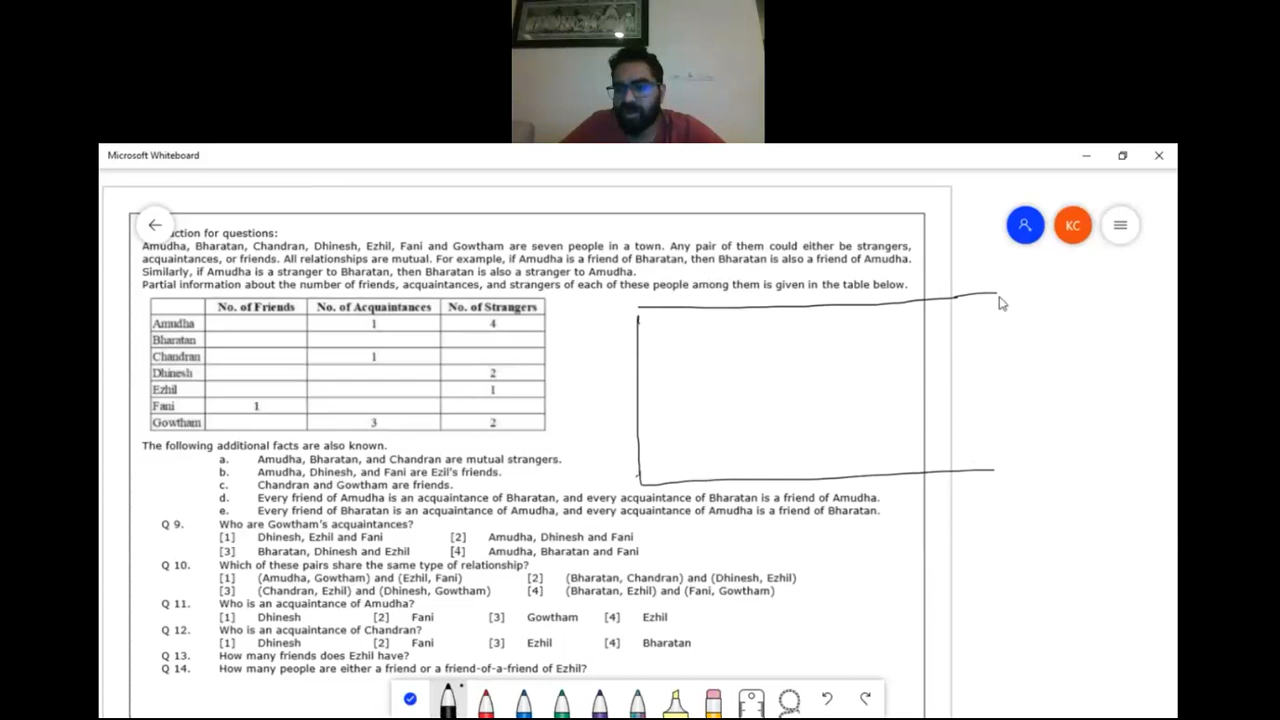 Microsoft Whiteboard
KC
ction for questions:
Amudha, Bharatan, Chandran, Dhinesh, Ezhil, Fani and Gowtham are seven people in a town. Any pair of them could either be strangers,
acquaintances, or friends. All relationships are mutual. For example, if Amudha is a friend of Bharatan, then Bharatan is also a friend of Amudha.
Similarly, if Amudha is a stranger to Bharatan, then Bharatan is also a stranger to Amudha.
Partial information about the number of friends, acquaintances, and strangers of each of these people among them is given in the table below.
No. of Friends No. of Acquaintances No. of Strangers
Amudha 1 4
Bharatan
Chandran 1
Dhinesh 2
Ezhil 1
Fani 1
Gowtham 3 2
The following additional facts are also known.
a. Amudha, Bharatan, and Chandran are mutual strangers.
b. Amudha, Dhinesh, and Fani are Ezil's friends.
c. Chandran and Gowtham are friends.
d. Every friend of Amudha is an acquaintance of Bharatan, and every acquaintance of Bharatan is a friend of Amudha.
e. Every friend of Bharatan is an acquaintance of Amudha, and every acquaintance of Amudha is a friend of Bharatan.
Q 9. Who are Gowtham's acquaintances?
[1] Dhinesh, Ezhil and Fani [2] Amudha, Dhinesh and Fani
[3] Bharatan, Dhinesh and Ezhil [4] Amudha, Bharatan and Fani
Q 10. Which of these pairs share the same type of relationship?
[1] (Amudha, Gowtham) and (Ezhil, Fani) [2] (Bharatan, Chandran) and (Dhinesh, Ezhil)
[3] (Chandran, Ezhil) and (Dhinesh, Gowtham) [4] (Bharatan, Ezhil) and (Fani, Gowtham)
Q 11. Who is an acquaintance of Amudha?
[1] Dhinesh [2] Fani [3] Gowtham [4] Ezhil
Q 12. Who is an acquaintance of Chandran?
[1] Dhinesh [2] Fani [3] Ezhil [4] Bharatan
Q 13. How many friends does Ezhil have?
Q 14. How many people are either a friend or a friend-of-a-friend of Ezhil?